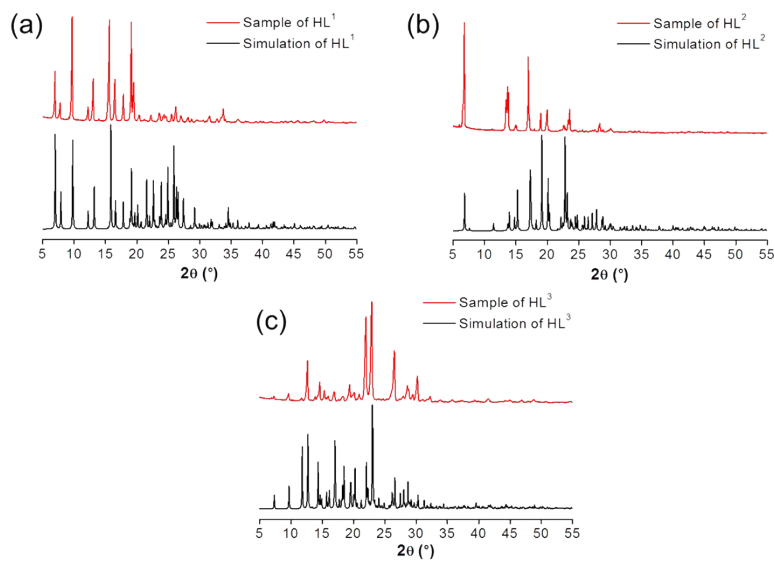 (a)
Sample of HL¹
Simulation of HL¹
5 10 15 20 25 30 35 40 45 50 55
2θ (°)
(b)
Sample of HL²
Simulation of HL²
5 10 15 20 25 30 35 40 45 50 55
2θ (°)
(c)
Sample of HL³
Simulation of HL³
5 10 15 20 25 30 35 40 45 50 55
2θ (°)